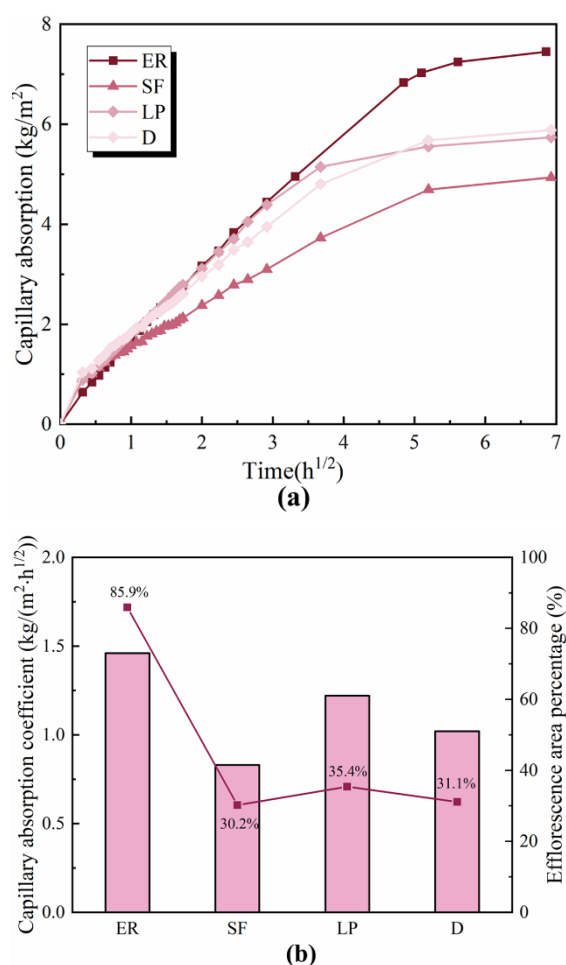 8
6
4
2
0
Capillary absorption (kg/m²)
ER
SF
LP
D
0 1 2 3 4 5 6 7
Time(h^{1/2})
(a)
Capillary absorption coefficient (kg/(m²·h^{1/2}))
2.0
1.5
1.0
0.5
0.0
85.9%
30.2%
35.4%
31.1%
100
80
60
40
20
0
Efflorescence area percentage (%)
ER SF LP D
(b)